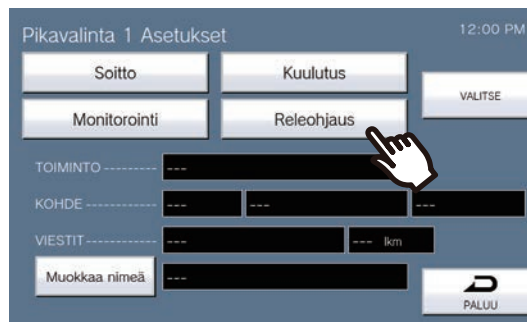 Pikavalinta 1 Asetukset 12:00 PM
Soitto Kuulutus VALITSE
Monitorointi Releohjaus
TOIMINTO --------- ---
KOHDE ------------ --- --- ---
VIESTIT ------------ --- --- lkm
Muokkaa nimeä ---
PALUU